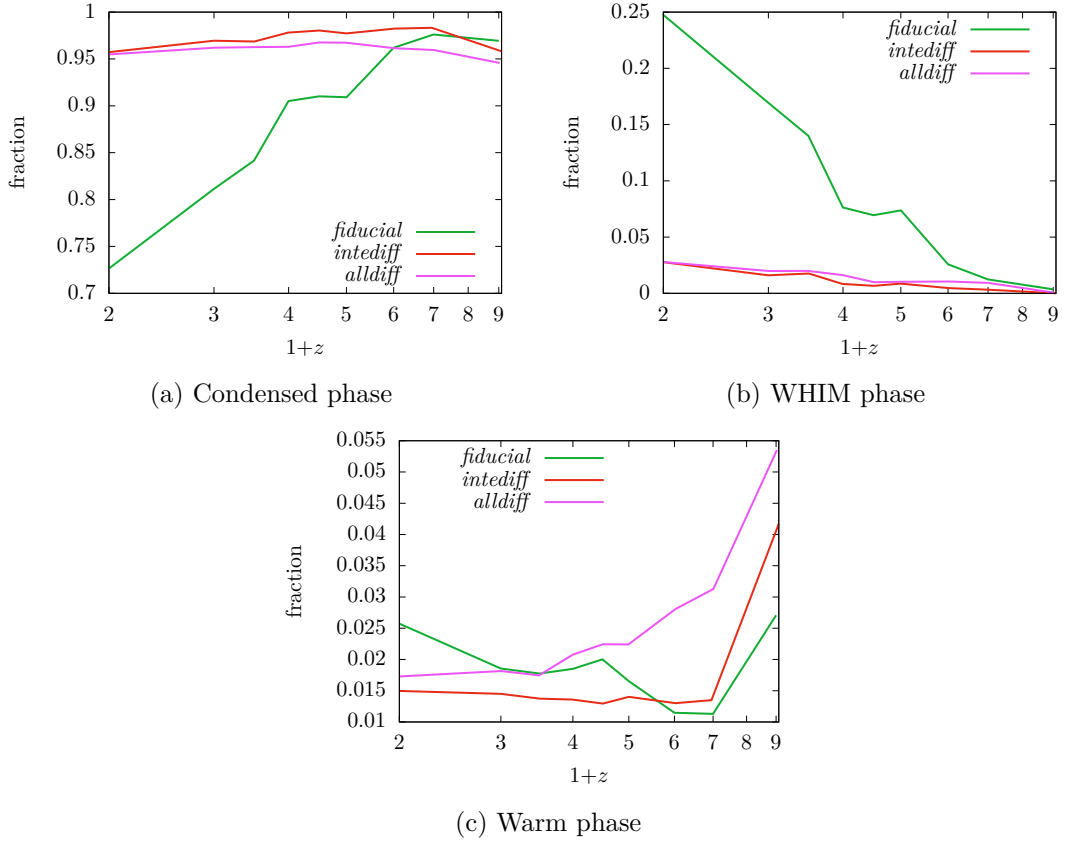 1
0.95
0.9
0.85
0.8
0.75
0.7
fraction
fiducial
intediff
alldiff
2 3 4 5 6 7 8 9
1+z
(a) Condensed phase
0.25
0.2
0.15
0.1
0.05
0
fraction
fiducial
intediff
alldiff
2 3 4 5 6 7 8 9
1+z
(b) WHIM phase
0.055
0.05
0.045
0.04
0.035
0.03
0.025
0.02
0.015
0.01
fraction
fiducial
intediff
alldiff
2 3 4 5 6 7 8 9
1+z
(c) Warm phase